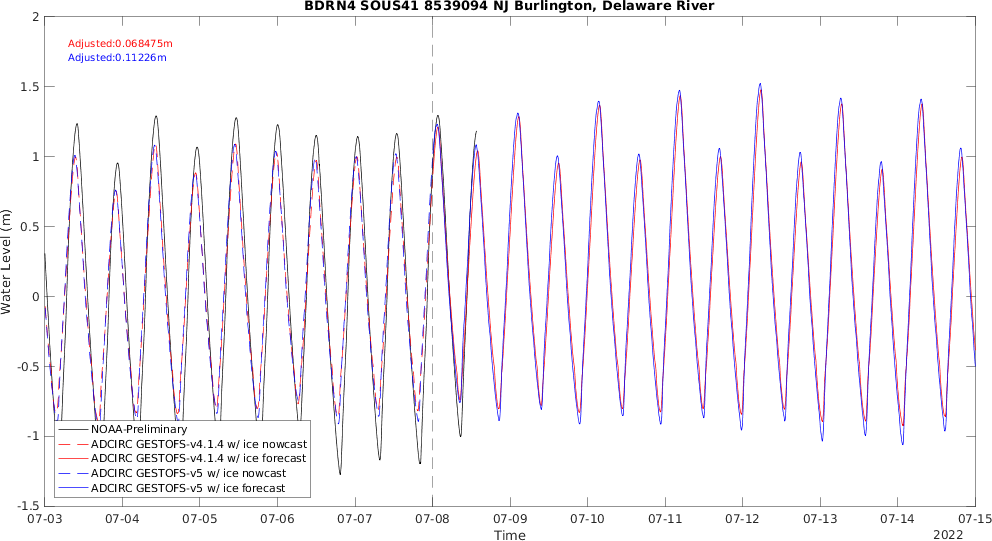 BDRN4 SOUS41 8539094 NJ Burlington, Delaware River
Adjusted:0.068475m
Adjusted:0.11226m
2
1.5
1
0.5
0
-0.5
-1
-1.5
Water Level (m)
NOAA-Preliminary
ADCIRC GESTOFS-v4.1.4 w/ ice nowcast
ADCIRC GESTOFS-v4.1.4 w/ ice forecast
ADCIRC GESTOFS-v5 w/ ice nowcast
ADCIRC GESTOFS-v5 w/ ice forecast
07-03 07-04 07-05 07-06 07-07 07-08 07-09 07-10 07-11 07-12 07-13 07-14 07-15
Time
2022